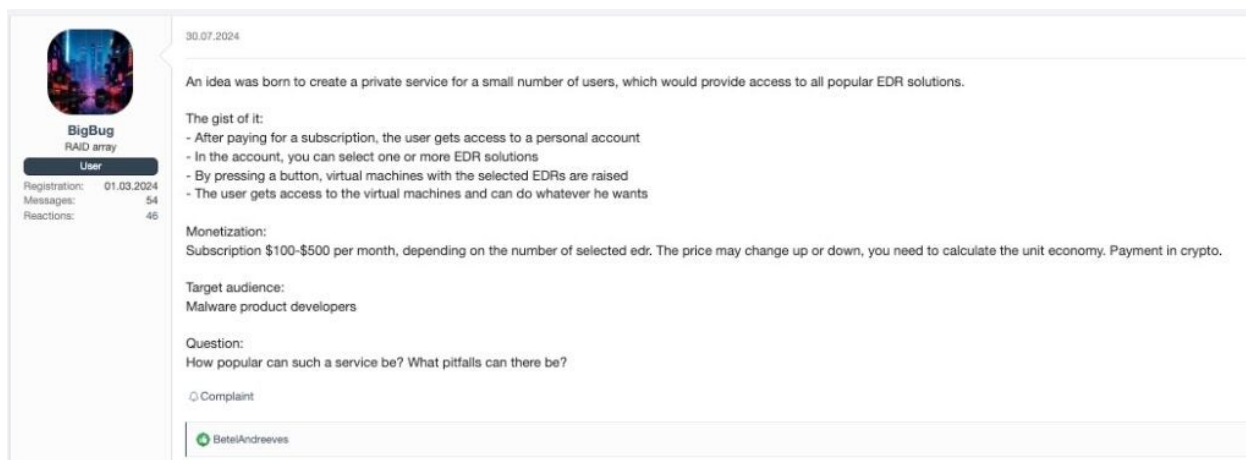 30.07.2024
BigBug
RAID array
User
Registration: 01.03.2024
Messages: 54
Reactions: 46
An idea was born to create a private service for a small number of users, which would provide access to all popular EDR solutions.
The gist of it:
- After paying for a subscription, the user gets access to a personal account
- In the account, you can select one or more EDR solutions
- By pressing a button, virtual machines with the selected EDRs are raised
- The user gets access to the virtual machines and can do whatever he wants
Monetization:
Subscription $100-$500 per month, depending on the number of selected edr. The price may change up or down, you need to calculate the unit economy. Payment in crypto.
Target audience:
Malware product developers
Question:
How popular can such a service be? What pitfalls can there be?
Complaint
BetelAndreeves